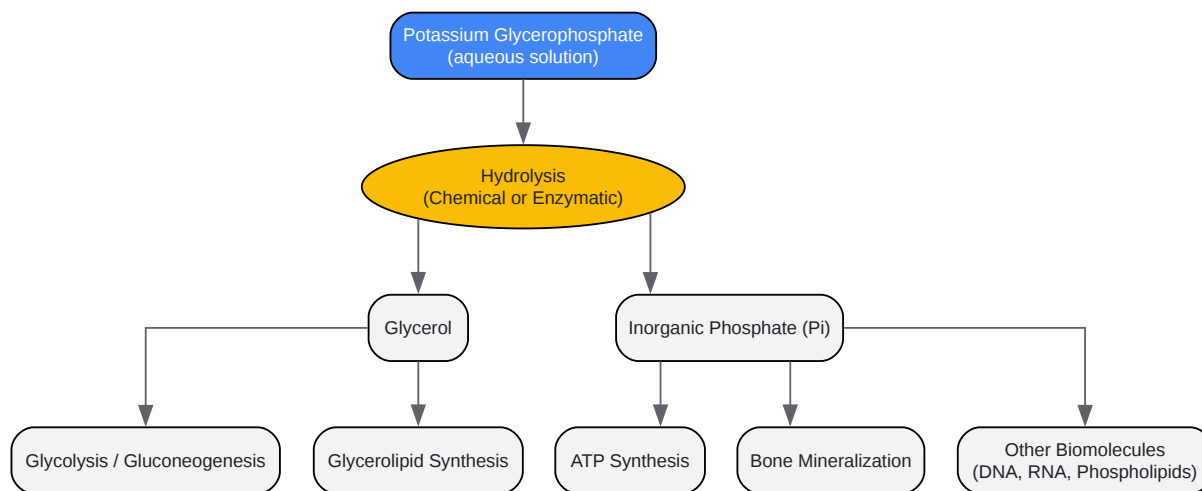 Potassium Glycerophosphate
(aqueous solution)
Hydrolysis
(Chemical or Enzymatic)
Glycerol
Inorganic Phosphate (Pi)
Glycolysis / Gluconeogenesis
Glycerolipid Synthesis
ATP Synthesis
Bone Mineralization
Other Biomolecules
(DNA, RNA, Phospholipids)